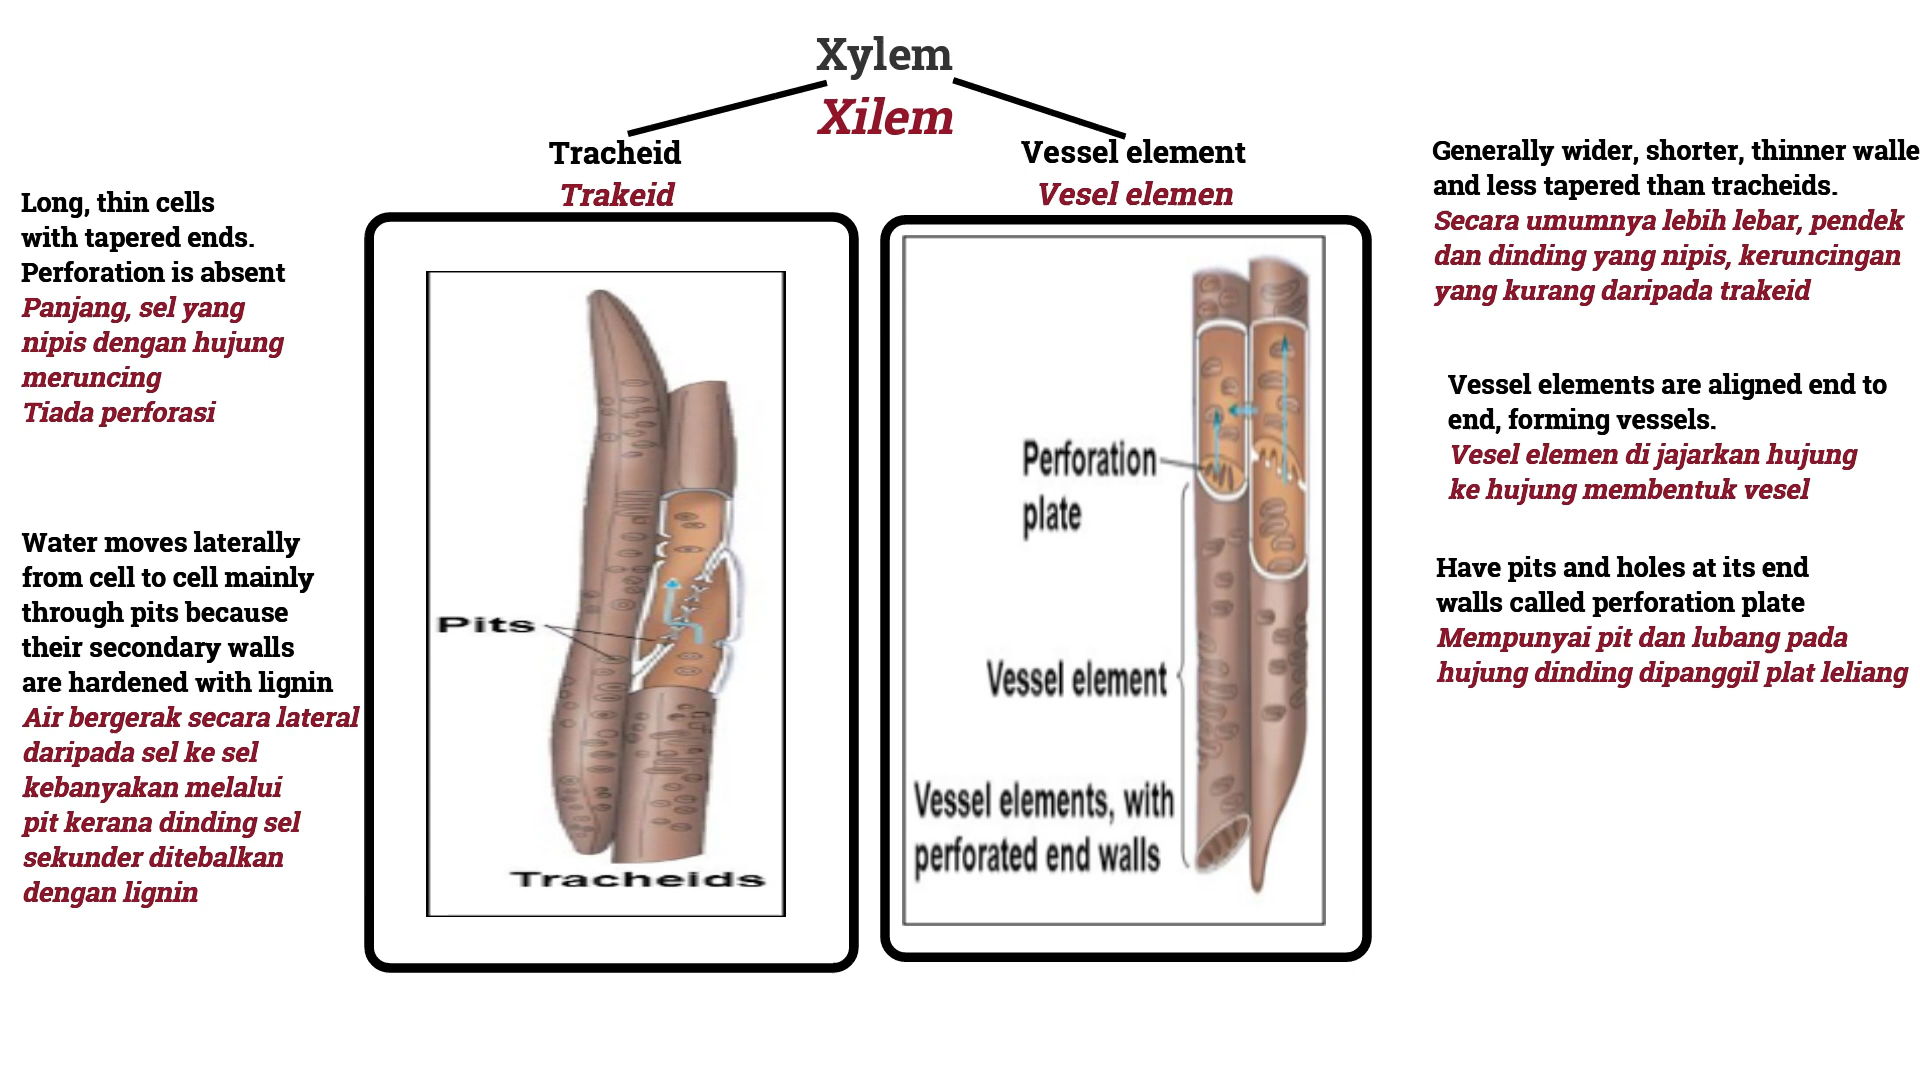 Xylem
Xilem
Tracheid
Trakeid
Long, thin cells
with tapered ends.
Perforation is absent
Panjang, sel yang
nipis dengan hujung
meruncing
Tiada perforasi
Water moves laterally
from cell to cell mainly
through pits because
their secondary walls
are hardened with lignin
Air bergerak secara lateral
daripada sel ke sel
kebanyakan melalui
pit kerana dinding sel
sekunder ditebalkan
dengan lignin
Pits
Tracheids
Vessel element
Vesel elemen
Perforation
plate
Vessel element
Vessel elements, with
perforated end walls
Generally wider, shorter, thinner walle
and less tapered than tracheids.
Secara umumnya lebih lebar, pendek
dan dinding yang nipis, keruncingan
yang kurang daripada trakeid
Vessel elements are aligned end to
end, forming vessels.
Vesel elemen di jajarkan hujung
ke hujung membentuk vesel
Have pits and holes at its end
walls called perforation plate
Mempunyai pit dan lubang pada
hujung dinding dipanggil plat leliang